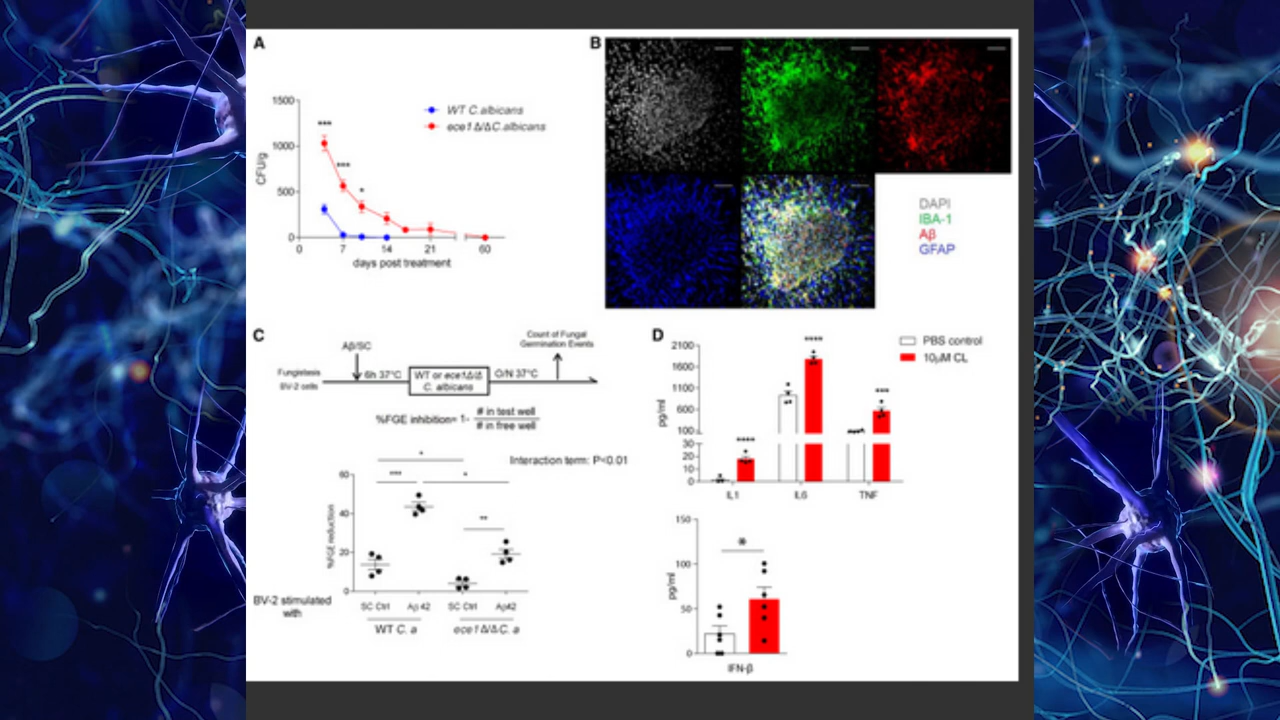 A
1500
1000
500
0
CFU/g
***
***
*
WT C.albicans
ece1Δ/ΔC.albicans
0 7 14 21 60
days post treatment
B
DAPI
IBA-1
Aβ
GFAP
C
Aβ/SC
Count of Fungal
Germination Events
Fungistasis
BV-2 cells
6h 37°C
WT or ece1Δ/Δ
C. albicans
O/N 37°C
%FGE inhibition= 1- # in test well
# in free well
Interaction term: P<0.01
60
40
20
0
%FGE reduction
*
***
*
**
BV-2 stimulated
with
SC Ctrl Aβ 42 SC Ctrl Aβ42
WT C. a ece1Δ/ΔC. a
D
PBS control
10μM CL
2100
1600
1100
600
100
30
20
10
0
pg/ml
****
****
***
IL1 IL6 TNF
150
100
50
0
pg/ml
*
IFN-β